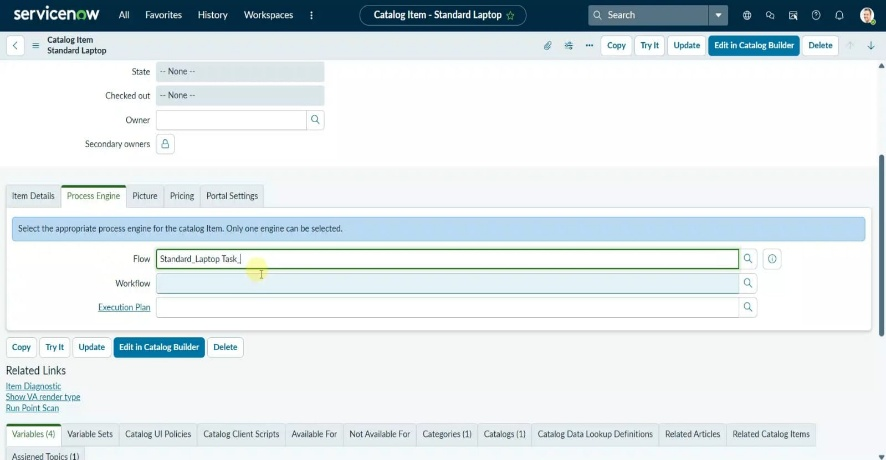 servicenow All Favorites History Workspaces Catalog Item - Standard Laptop Search
Catalog Item
Standard Laptop
Copy Try It Update Edit in Catalog Builder Delete
State -- None --
Checked out -- None --
Owner
Secondary owners
Item Details Process Engine Picture Pricing Portal Settings
Select the appropriate process engine for the catalog Item. Only one engine can be selected.
Flow Standard_Laptop Task_
Workflow
Execution Plan
Copy Try It Update Edit in Catalog Builder Delete
Related Links
Item Diagnostic
Show VA render type
Run Point Scan
Variables (4) Variable Sets Catalog UI Policies Catalog Client Scripts Available For Not Available For Categories (1) Catalogs (1) Catalog Data Lookup Definitions Related Articles Related Catalog Items
Assigned Topics (1)